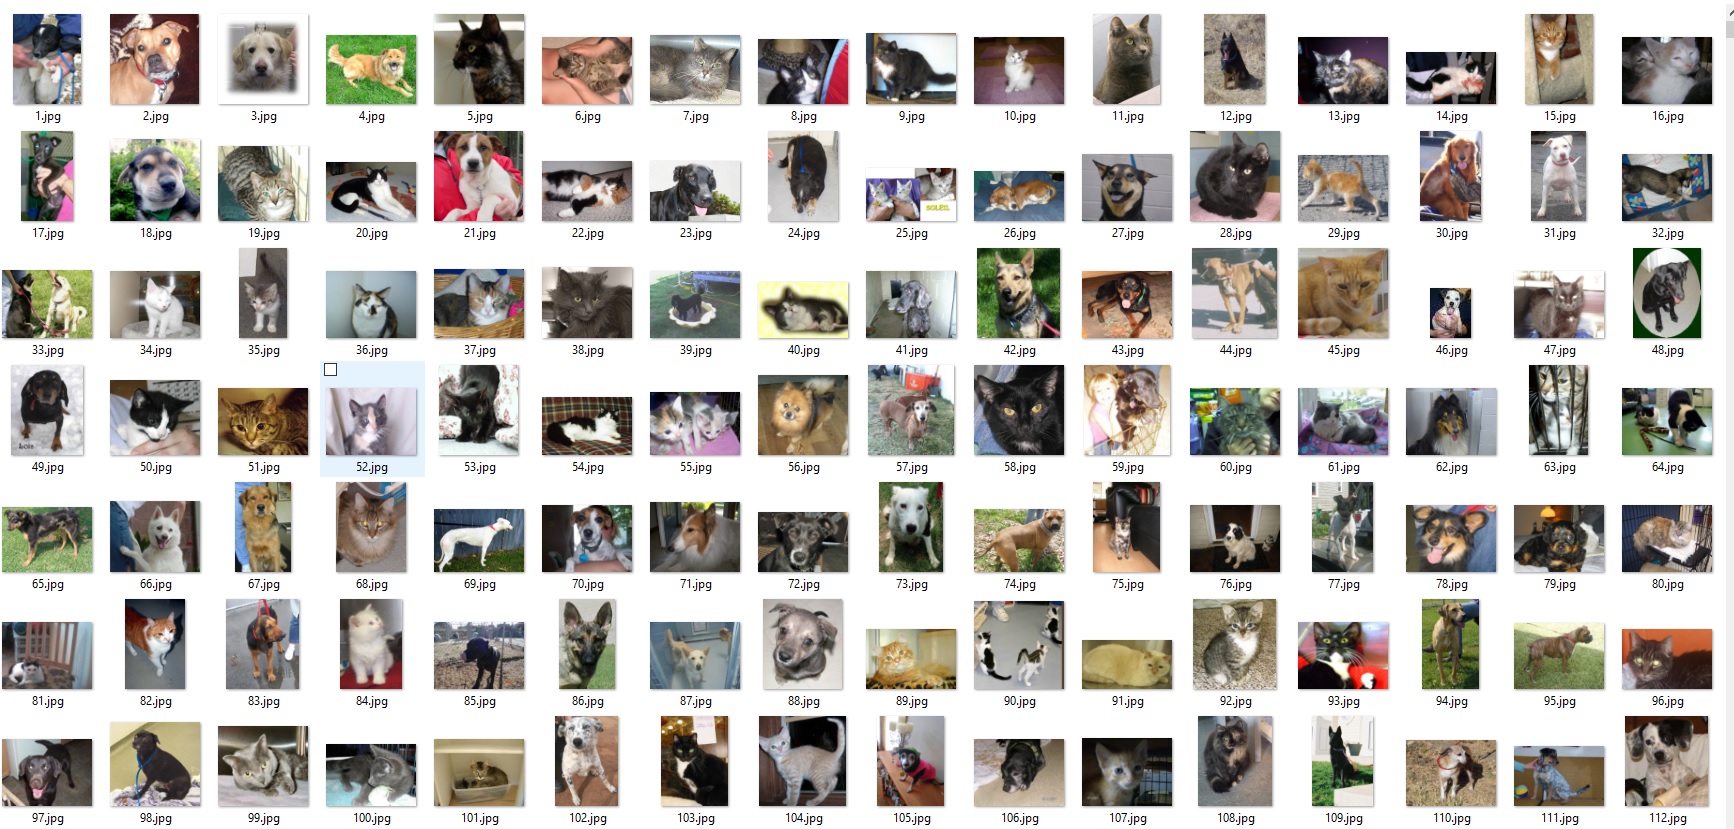 1.jpg 2.jpg 3.jpg 4.jpg 5.jpg 6.jpg 7.jpg 8.jpg 9.jpg 10.jpg 11.jpg 12.jpg 13.jpg 14.jpg 15.jpg 16.jpg
SOLEIL
17.jpg 18.jpg 19.jpg 20.jpg 21.jpg 22.jpg 23.jpg 24.jpg 25.jpg 26.jpg 27.jpg 28.jpg 29.jpg 30.jpg 31.jpg 32.jpg
33.jpg 34.jpg 35.jpg 36.jpg 37.jpg 38.jpg 39.jpg 40.jpg 41.jpg 42.jpg 43.jpg 44.jpg 45.jpg 46.jpg 47.jpg 48.jpg
Lois
49.jpg 50.jpg 51.jpg 52.jpg 53.jpg 54.jpg 55.jpg 56.jpg 57.jpg 58.jpg 59.jpg 60.jpg 61.jpg 62.jpg 63.jpg 64.jpg
65.jpg 66.jpg 67.jpg 68.jpg 69.jpg 70.jpg 71.jpg 72.jpg 73.jpg 74.jpg 75.jpg 76.jpg 77.jpg 78.jpg 79.jpg 80.jpg
81.jpg 82.jpg 83.jpg 84.jpg 85.jpg 86.jpg 87.jpg 88.jpg 89.jpg 90.jpg 91.jpg 92.jpg 93.jpg 94.jpg 95.jpg 96.jpg
97.jpg 98.jpg 99.jpg 100.jpg 101.jpg 102.jpg 103.jpg 104.jpg 105.jpg 106.jpg 107.jpg 108.jpg 109.jpg 110.jpg 111.jpg 112.jpg